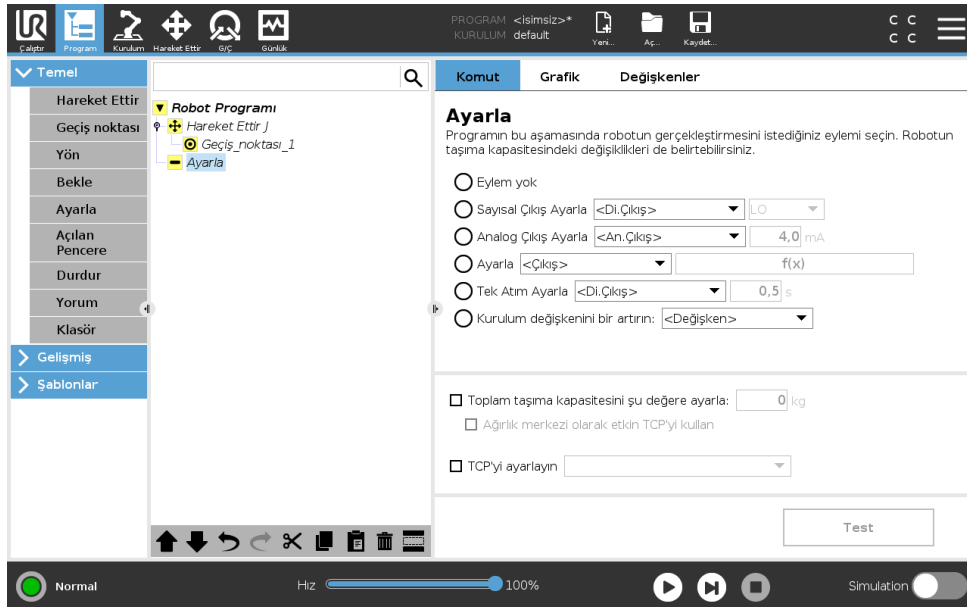 PROGRAM <isimsiz>*
KURULUM default
Çalıştır Program Kurulum Hareket Ettir G/Ç Günlük Yeni... Aç... Kaydet...
C C
C C
Temel
Hareket Ettir
Geçiş noktası
Yön
Bekle
Ayarla
Açılan
Pencere
Durdur
Yorum
Klasör
Gelişmiş
Şablonlar
Robot Programı
Hareket Ettir J
Geçiş_noktası_1
Ayarla
Komut Grafik Değişkenler
Ayarla
Programın bu aşamasında robotun gerçekleştirmesini istediğiniz eylemi seçin. Robotun
taşıma kapasitesindeki değişiklikleri de belirtebilirsiniz.
Eylem yok
Sayısal Çıkış Ayarla <Di.Çıkış> LO
Analog Çıkış Ayarla <An.Çıkış> 4,0 mA
Ayarla <Çıkış> f(x)
Tek Atım Ayarla <Di.Çıkış> 0,5 s
Kurulum değişkenini bir artırın: <Değişken>
Toplam taşıma kapasitesini şu değere ayarla: 0 kg
Ağırlık merkezi olarak etkin TCP'yi kullan
TCP'yi ayarlayın
Test
Normal Hız 100% Simulation